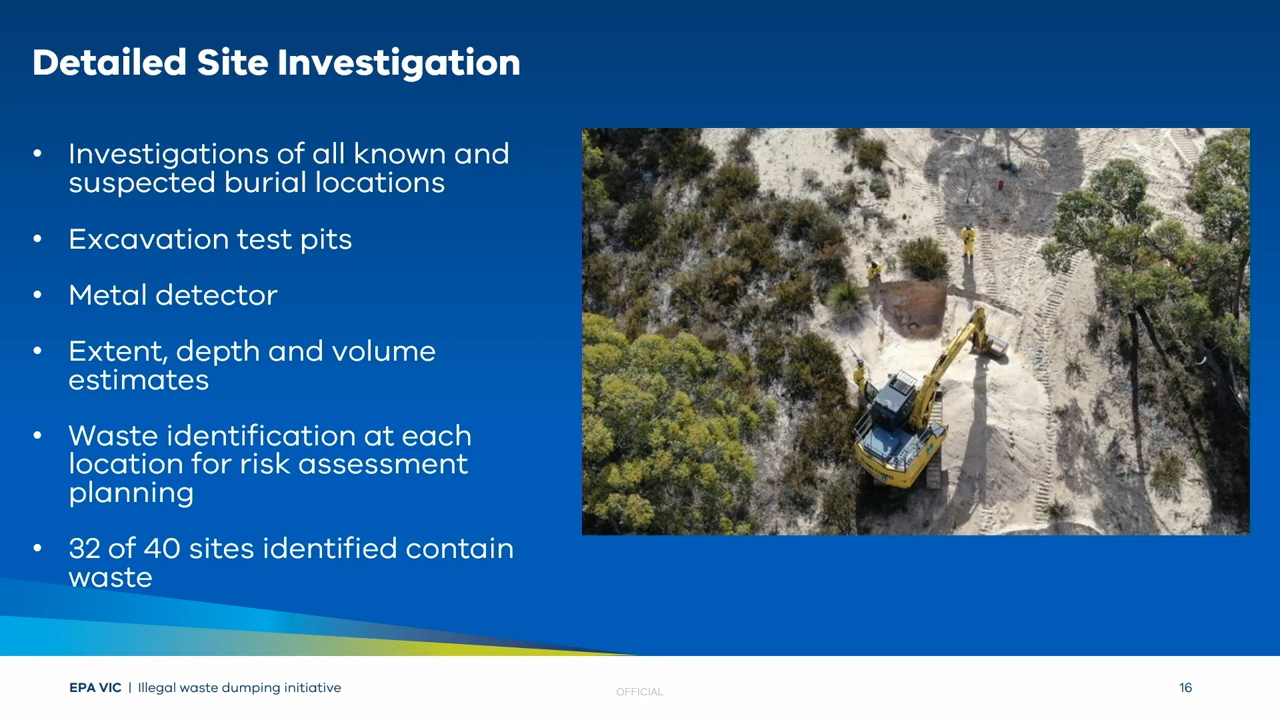 Detailed Site Investigation
• Investigations of all known and
suspected burial locations
• Excavation test pits
• Metal detector
• Extent, depth and volume
estimates
• Waste identification at each
location for risk assessment
planning
• 32 of 40 sites identified contain
waste
EPA VIC | Illegal waste dumping initiative
OFFICIAL
16